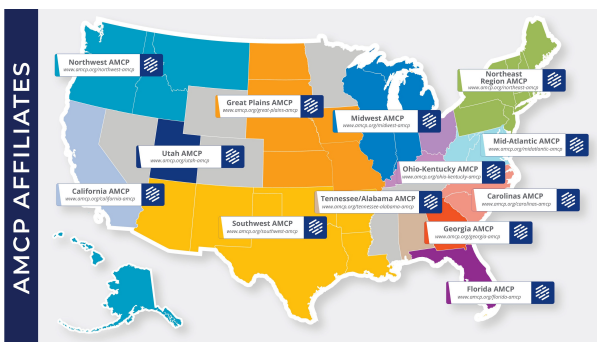 AMCP AFFILIATES
Northwest AMCP
www.amcp.org/northwest-amcp
Northeast
Region AMCP
www.amcp.org/northeast-amcp
Great Plains AMCP
www.amcp.org/great-plains-amcp
Midwest AMCP
www.amcp.org/midwest-amcp
Mid-Atlantic AMCP
www.amcp.org/midatlantic-amcp
Utah AMCP
www.amcp.org/utah-amcp
Ohio-Kentucky AMCP
www.amcp.org/ohio-kentucky-amcp
California AMCP
www.amcp.org/california-amcp
Tennessee/Alabama AMCP
www.amcp.org/tennessee-alabama-amcp
Carolinas AMCP
www.amcp.org/carolinas-amcp
Southwest AMCP
www.amcp.org/southwest-amcp
Georgia AMCP
www.amcp.org/georgia-amcp
Florida AMCP
www.amcp.org/florida-amcp